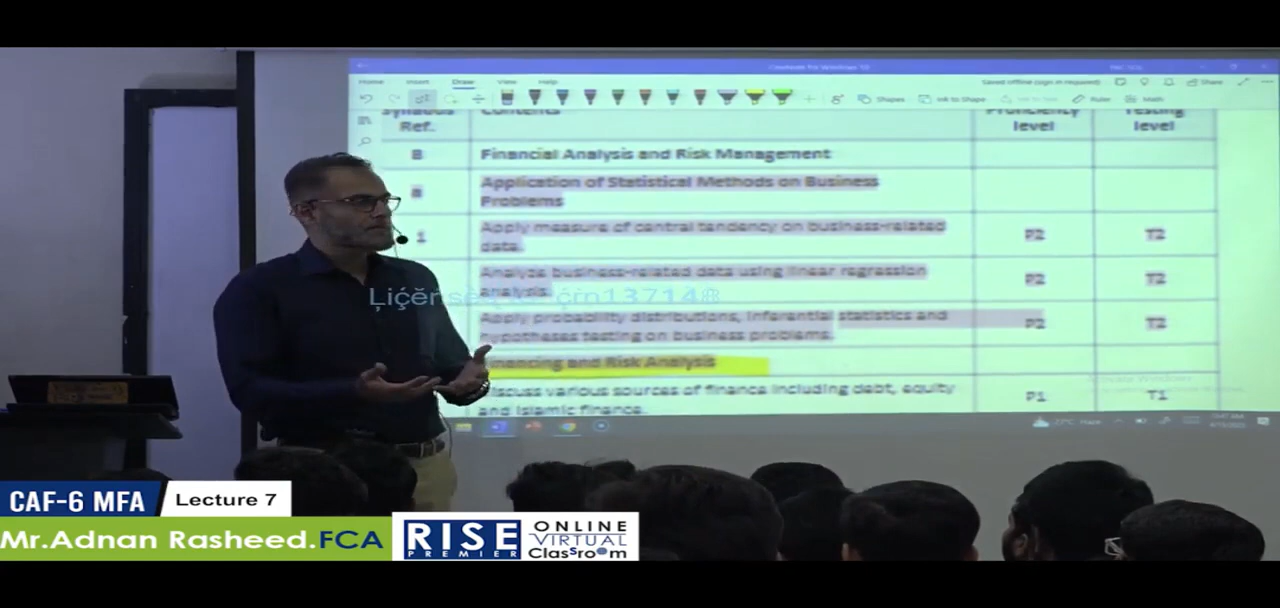 Home Insert Draw View Help
Shapes Ink to Shape Ruler Math
Ref.
Contents
Proficiency level
Testing level
B Financial Analysis and Risk Management
Application of Statistical Methods on Business
Problems
1 Apply measure of central tendency on business-related
data. P2 T2
Analyze business-related data using linear regression
analysis. P2 T2
Apply probability distributions, inferential statistics and
hypotheses testing on business problems. P2 T2
and Risk Analysis
Discuss various sources of finance including debt, equity
and Islamic finance. P1 T1
137148
CAF-6 MFA
Lecture 7
Mr.Adnan Rasheed.FCA
RISE
PREMIER
ONLINE
VIRTUAL
Classroom